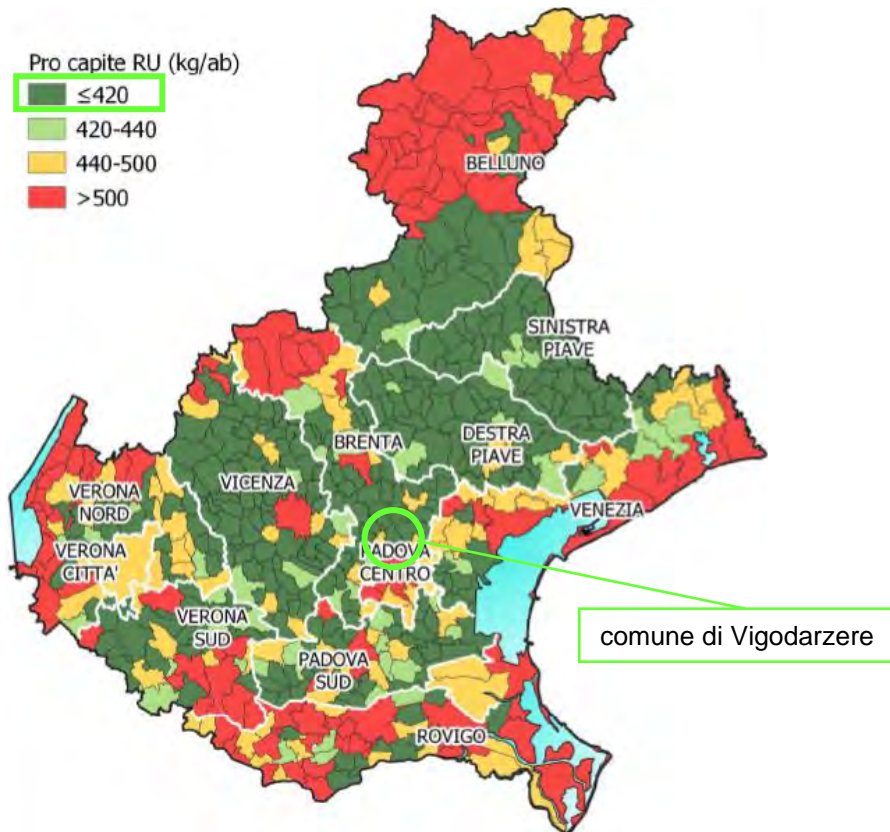 Pro capite RU (kg/ab)
≤420
420-440
440-500
>500
BELLUNO
SINISTRA
PIAVE
BRENTA
DESTRA
PIAVE
VICENZA
VERONA
NORD
VENEZIA
VERONA
CITTA'
PADOVA
CENTRO
VERONA
SUD
comune di Vigodarzere
PADOVA
SUD
ROVIGO